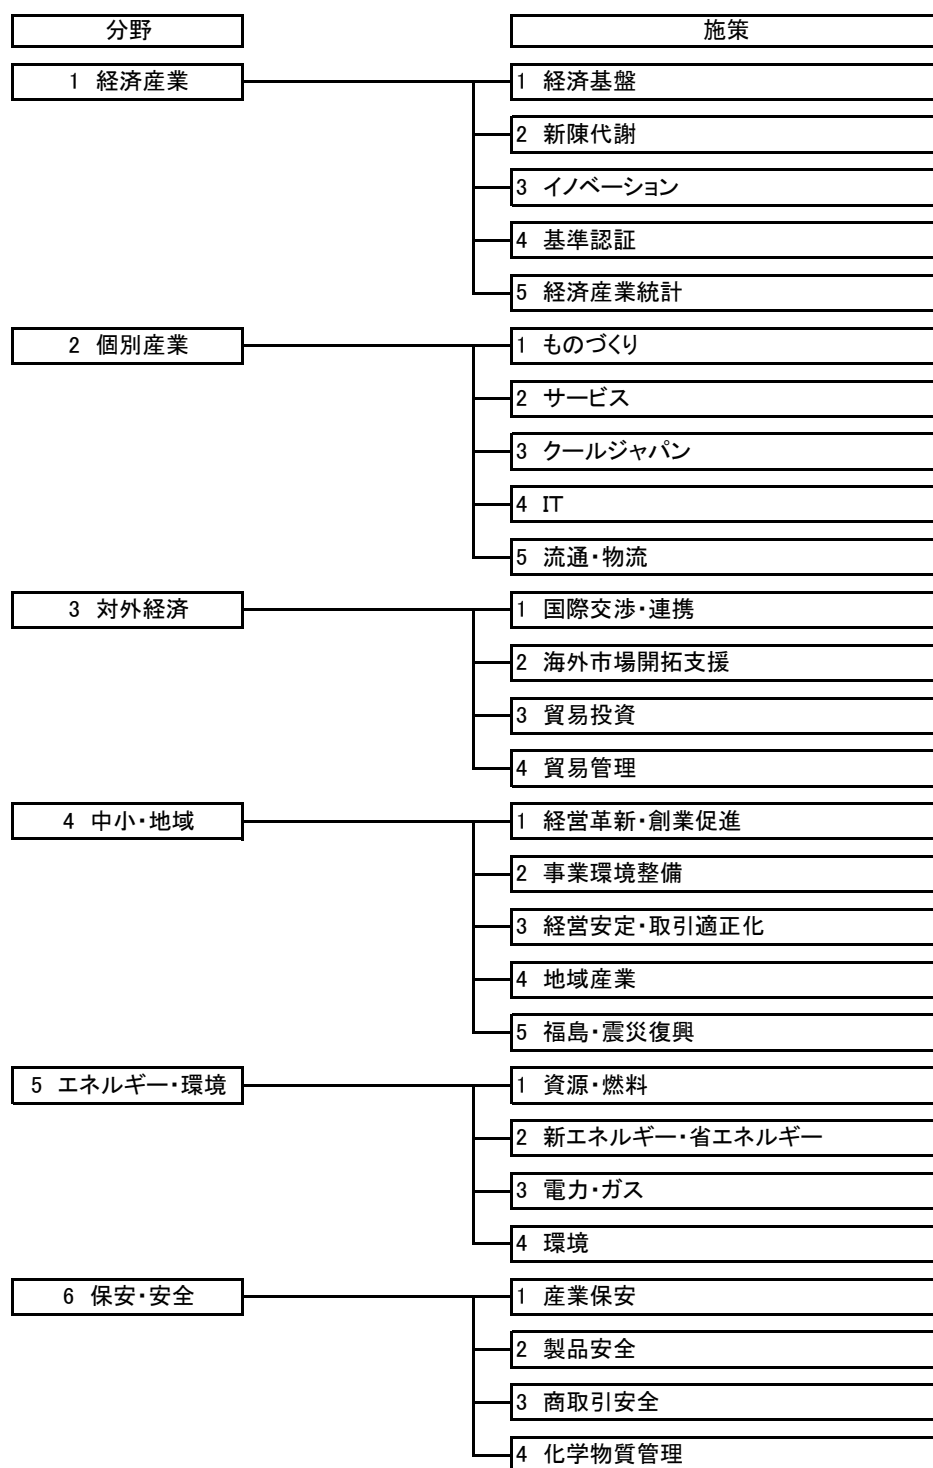 分野 施策
1 経済産業 1 経済基盤
2 新陳代謝
3 イノベーション
4 基準認証
5 経済産業統計
2 個別産業 1 ものづくり
2 サービス
3 クールジャパン
4 IT
5 流通・物流
3 対外経済 1 国際交渉・連携
2 海外市場開拓支援
3 貿易投資
4 貿易管理
4 中小・地域 1 経営革新・創業促進
2 事業環境整備
3 経営安定・取引適正化
4 地域産業
5 福島・震災復興
5 エネルギー・環境 1 資源・燃料
2 新エネルギー・省エネルギー
3 電力・ガス
4 環境
6 保安・安全 1 産業保安
2 製品安全
3 商取引安全
4 化学物質管理